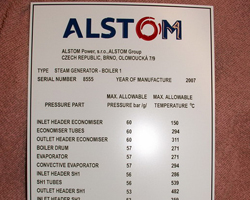 ALSTOM
ALSTOM Power, s.r.o., ALSTOM Group
CZECH REPUBLIC, BRNO, OLOMOUCKÁ 7/9
TYPE STEAM GENERATOR - BOILER 1
SERIAL NUMBER 8555 YEAR OF MANUFACTURE 2007
MAX. ALLOWABLE MAX. ALLOWABLE
PRESSURE PART PRESSURE bar /g/ TEMPERATURE °C
INLET HEADER ECONOMISER 60 150
ECONOMISER TUBES 60 294
OUTLET HEADER ECONOMISER 60 311
BOILER DRUM 57 271
EVAPORATOR 57 271
CONVECTIVE EVAPORATOR 57 294
INLET HEADER SH1 56 286
SH1 TUBES 56 539
OUTLET HEADER SH1 53 482